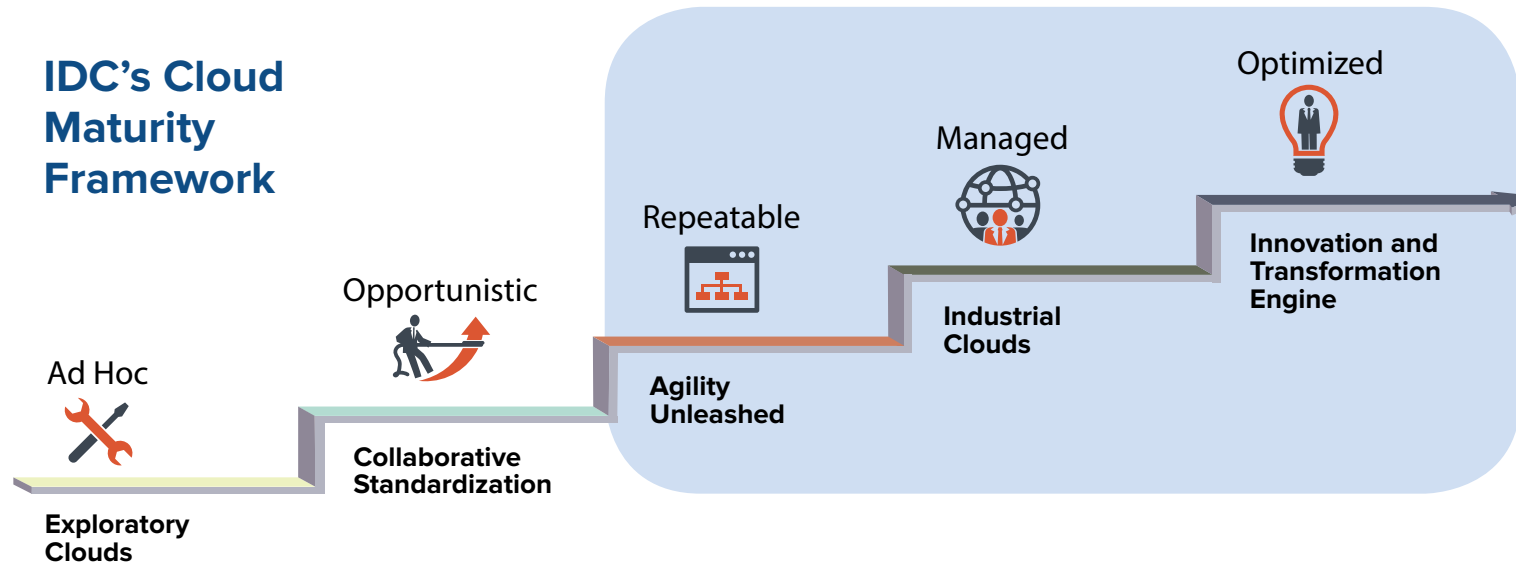 IDC’s Cloud
Maturity
Framework
Ad Hoc
Exploratory
Clouds
Opportunistic
Collaborative
Standardization
Repeatable
Agility
Unleashed
Managed
Industrial
Clouds
Optimized
Innovation and
Transformation
Engine